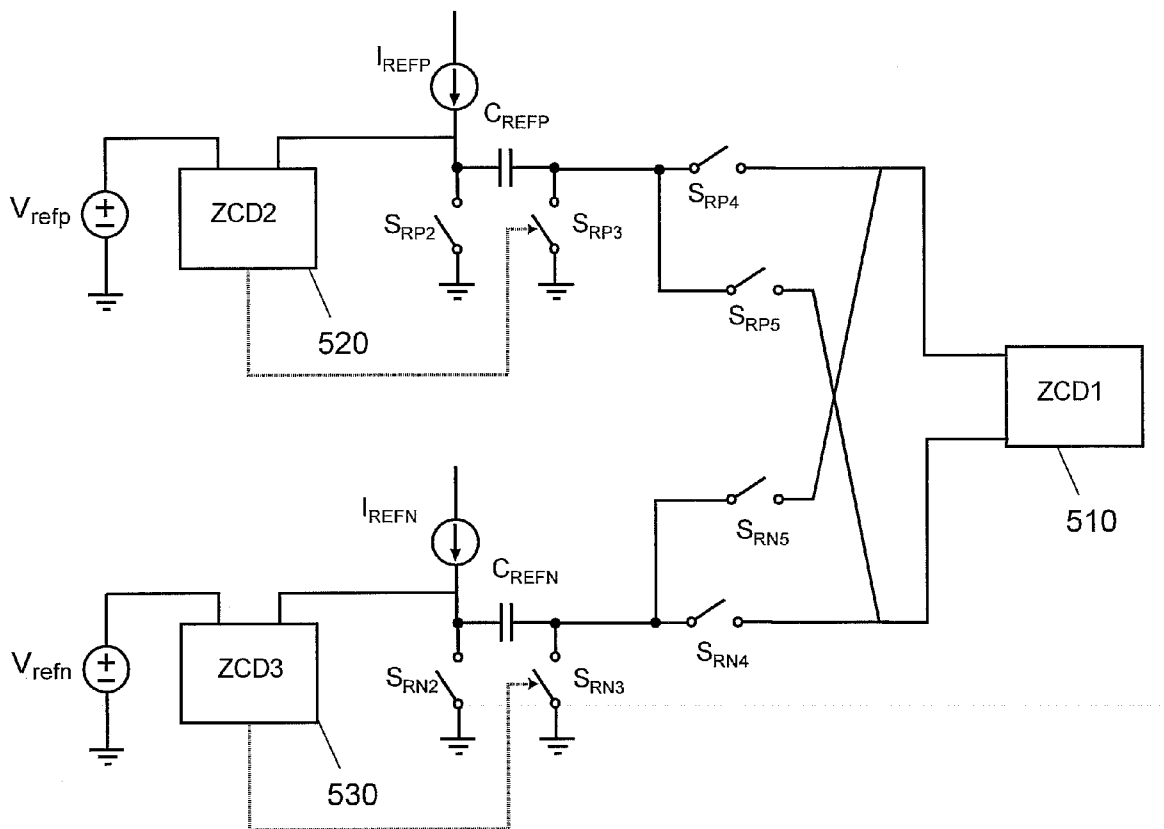 I_REFP
C_REFP
V_refp
+
−
ZCD2
S_RP2
S_RP3
S_RP4
S_RP5
520
ZCD1
510
I_REFN
C_REFN
S_RN5
V_refn
+
−
ZCD3
S_RN2
S_RN3
S_RN4
530